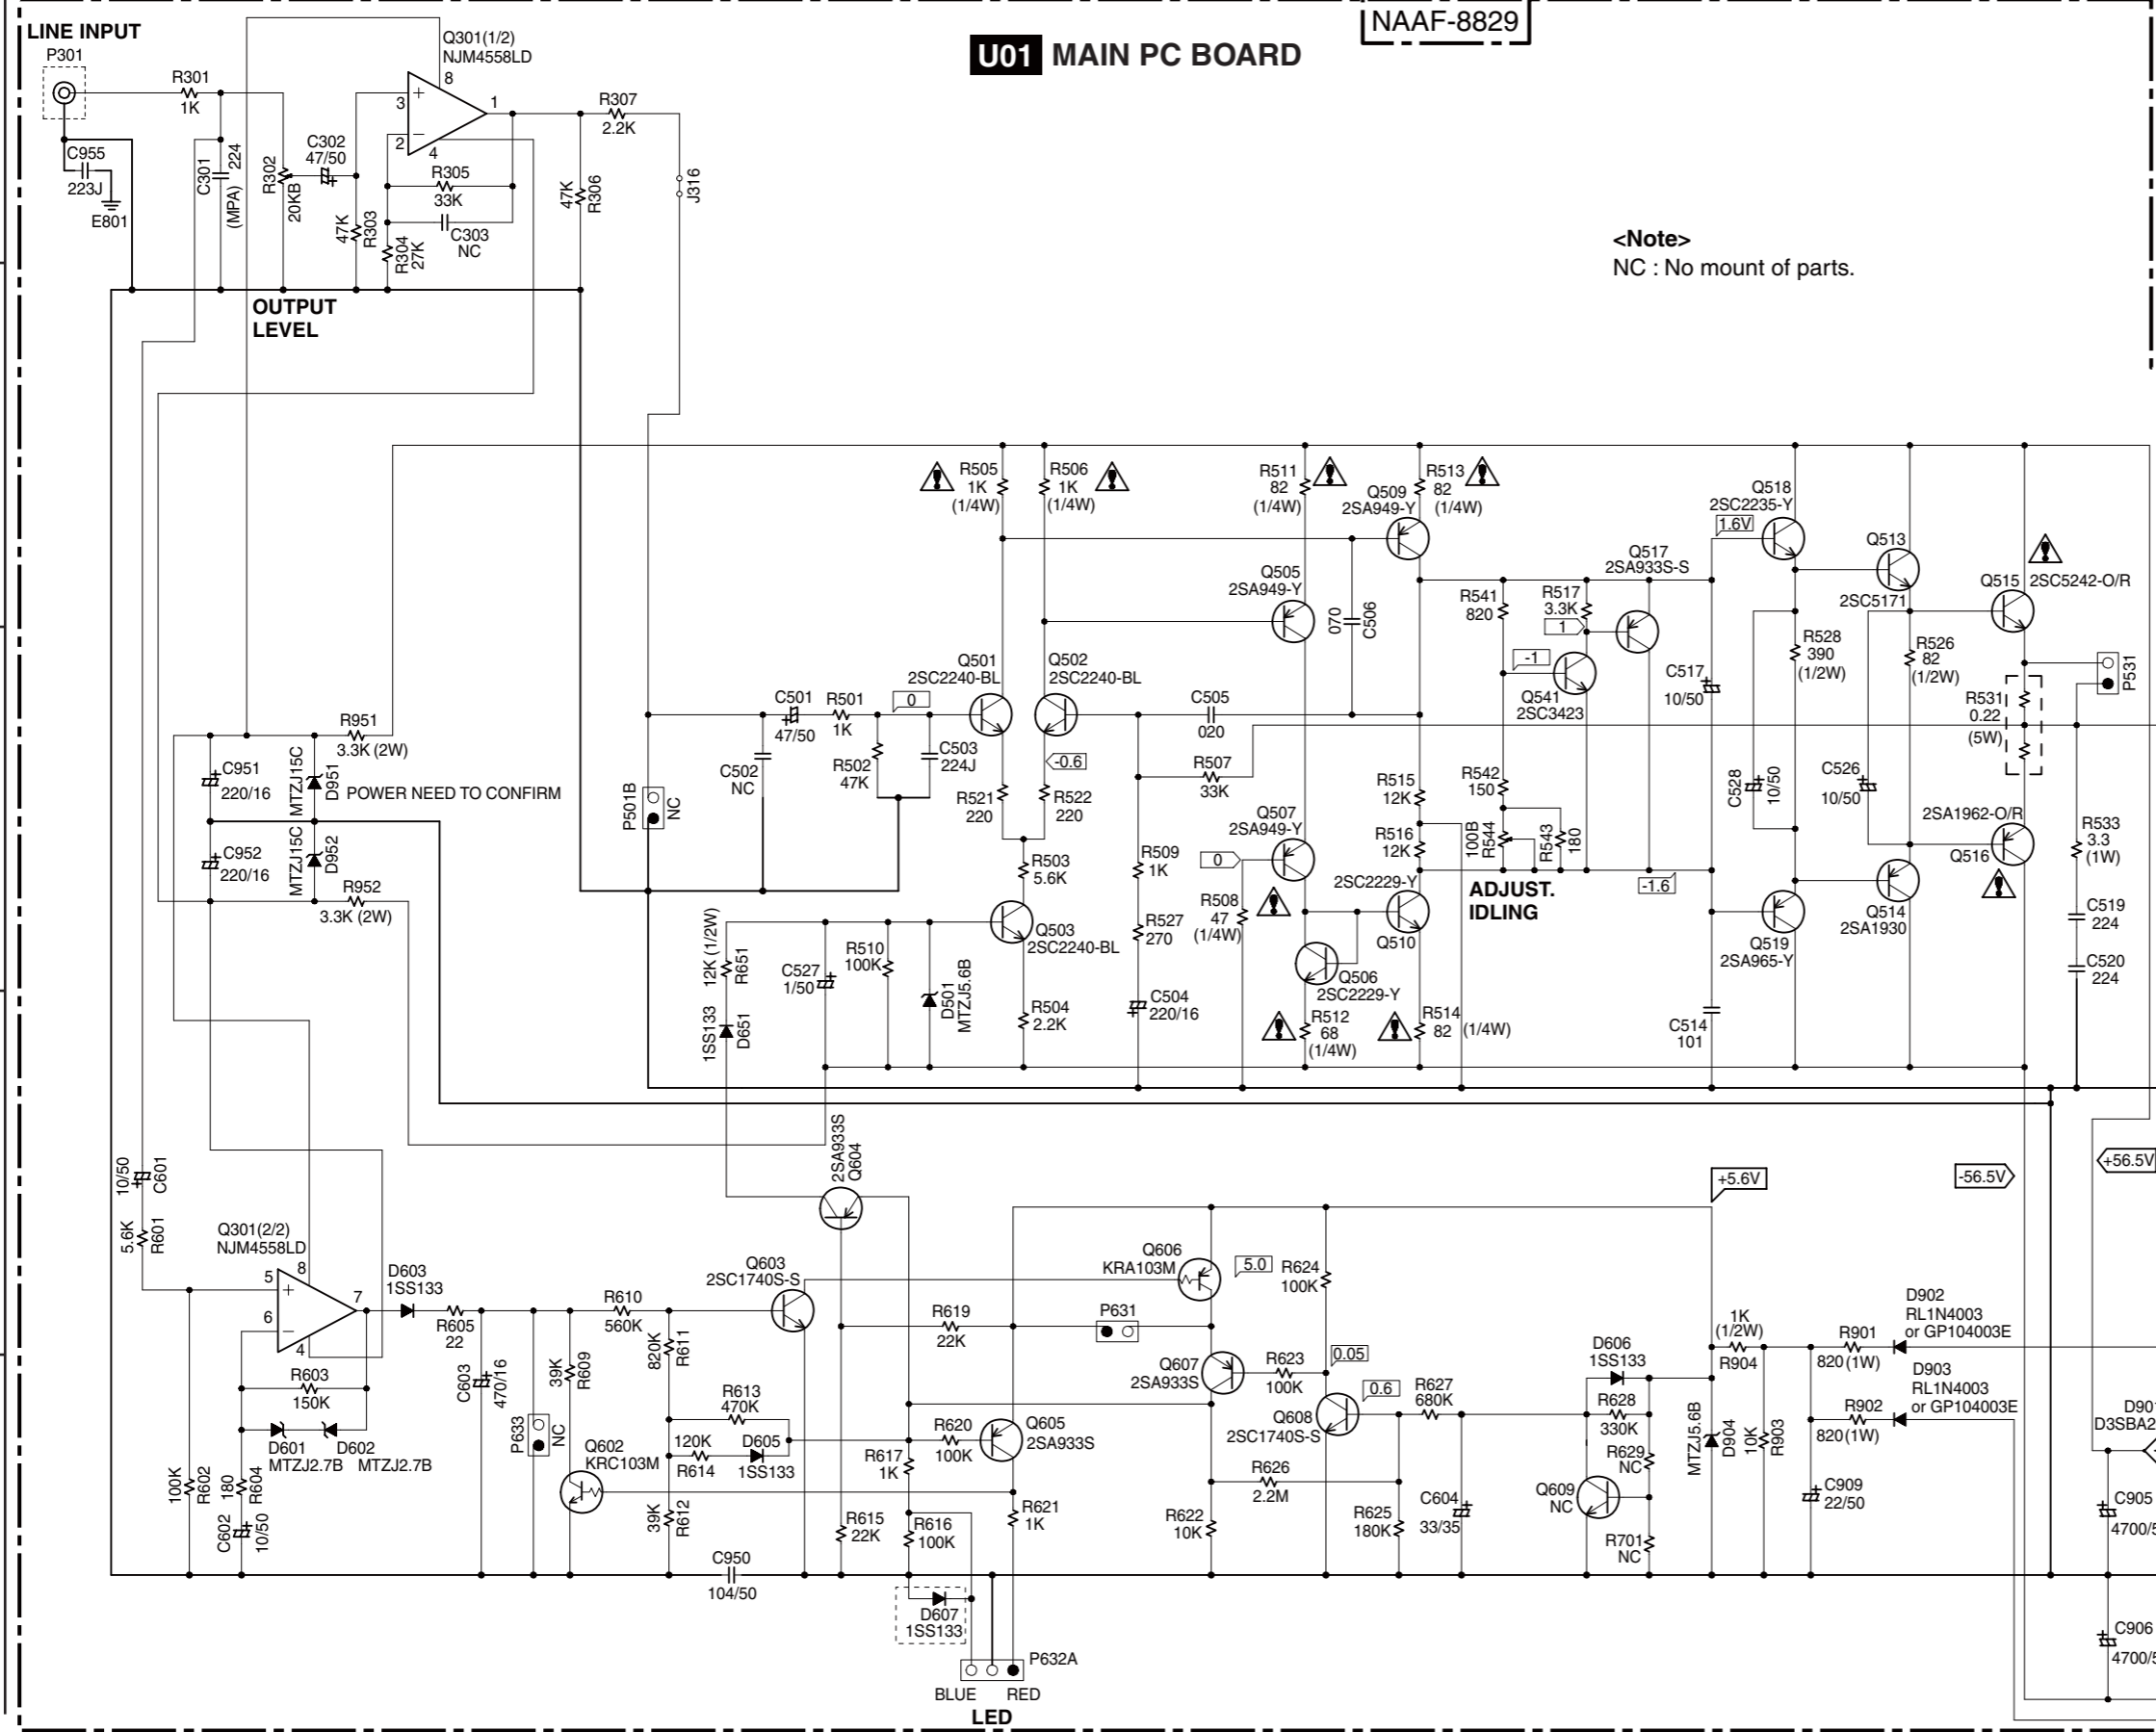 NAAF-8829
U01 MAIN PC BOARD
LINE INPUT
P301
R301
1K
C955
223J
E801
C301
224
(MPA)
R302
20KB
C302
47/50
Q301(1/2)
NJM4558LD
8
3
2
4
1
R305
33K
C303
NC
47K
R303
R304
27K
R307
2.2K
47K
R306
J316
OUTPUT
LEVEL
<Note>
NC : No mount of parts.
R505
1K
(1/4W)
R506
1K
(1/4W)
R511
82
(1/4W)
Q509
2SA949-Y
R513
82
(1/4W)
Q518
2SC2235-Y
1.6V
Q513
2SC5171
Q515
2SC5242-O/R
Q505
2SA949-Y
070
C506
R541
820
R517
3.3K
1
Q517
2SA933S-S
-1
Q541
2SC3423
C517
10/50
R528
390
(1/2W)
R526
82
(1/2W)
R531
0.22
(5W)
P531
Q501
2SC2240-BL
Q502
2SC2240-BL
C501
47/50
R501
1K
0
C502
NC
R502
47K
C503
224J
-0.6
C505
020
R507
33K
R521
220
R522
220
R951
3.3K (2W)
C951
220/16
MTZJ15C
D951
POWER NEED TO CONFIRM
C952
220/16
MTZJ15C
D952
R952
3.3K (2W)
P501B
NC
R503
5.6K
R509
1K
R527
270
C504
220/16
Q507
2SA949-Y
0
R508
47
(1/4W)
R515
12K
R516
12K
2SC2229-Y
Q510
R542
150
100B
R544
R543
180
ADJUST.
IDLING
-1.6
C528
10/50
C526
10/50
2SA1962-O/R
Q516
R533
3.3
(1W)
Q519
2SA965-Y
Q514
2SA1930
C519
224
C520
224
12K (1/2W)
R651
1SS133
D651
C527
1/50
R510
100K
D501
MTZJ5.6B
Q503
2SC2240-BL
R504
2.2K
Q506
2SC2229-Y
R512
68
(1/4W)
R514
82 (1/4W)
C514
101
2SA933S
Q604
+5.6V
-56.5V
+56.5V
10/50
C601
5.6K
R601
Q301(2/2)
NJM4558LD
8
5
6
4
7
D603
1SS133
R605
22
R603
150K
D601
MTZJ2.7B
D602
MTZJ2.7B
100K
R602
180
R604
C602
10/50
C603
470/16
P633
NC
39K
R609
R610
560K
820K
R611
Q603
2SC1740S-S
R613
470K
120K
R614
D605
1SS133
39K
R612
Q602
KRC103M
C950
104/50
R619
22K
R620
100K
R617
1K
Q605
2SA933S
R615
22K
R616
100K
R621
1K
D607
1SS133
P632A
BLUE
RED
LED
Q606
KRA103M
5.0
P631
Q607
2SA933S
R624
100K
R623
100K
0.05
Q608
2SC1740S-S
0.6
R626
2.2M
R622
10K
R625
180K
R627
680K
C604
33/35
D606
1SS133
R628
330K
R629
NC
Q609
NC
R701
NC
MTZJ5.6B
D904
1K
(1/2W)
R904
10K
R903
R901
820 (1W)
R902
820 (1W)
C909
22/50
D902
RL1N4003
or GP104003E
D903
RL1N4003
or GP104003E
D901
D3SBA2
C905
4700/5
C906
4700/5